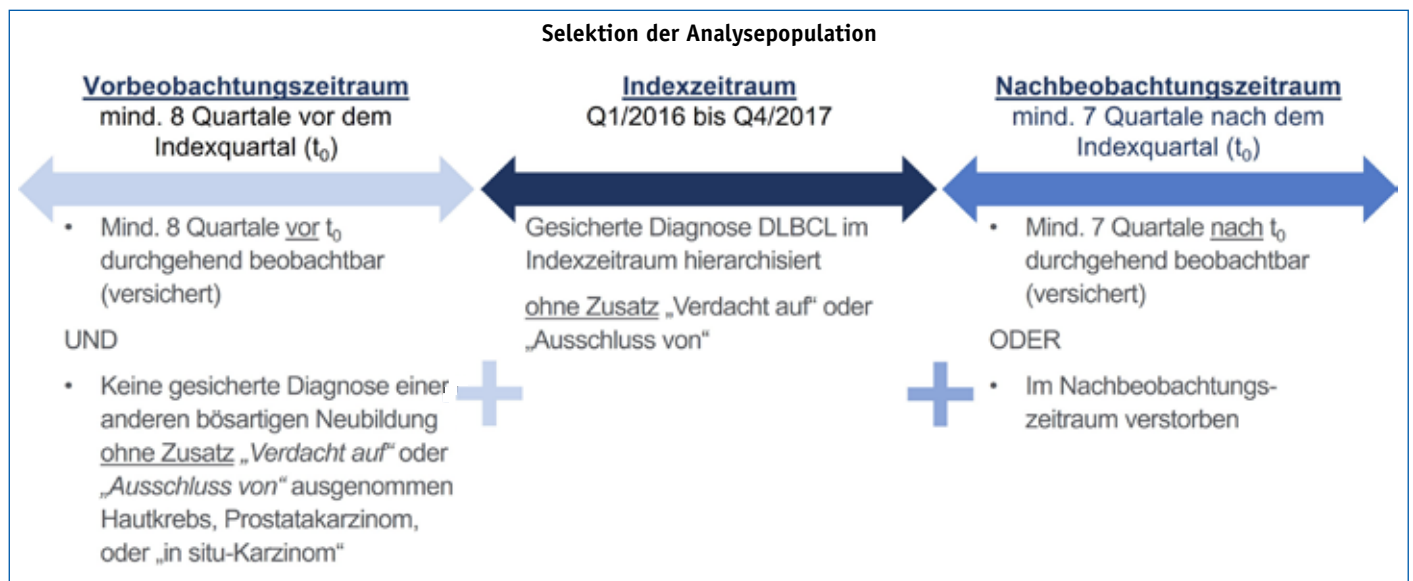 Selektion der Analysepopulation
Vorbeobachtungszeitraum
mind. 8 Quartale vor dem
Indexquartal (t₀)
• Mind. 8 Quartale vor t₀
durchgehend beobachtbar
(versichert)
UND
• Keine gesicherte Diagnose einer
anderen bösartigen Neubildung
ohne Zusatz „Verdacht auf“ oder
„Ausschluss von“ ausgenommen
Hautkrebs, Prostatakarzinom,
oder „in situ-Karzinom“
Indexzeitraum
Q1/2016 bis Q4/2017
Gesicherte Diagnose DLBCL im
Indexzeitraum hierarchisiert
ohne Zusatz „Verdacht auf“ oder
„Ausschluss von“
Nachbeobachtungszeitraum
mind. 7 Quartale nach dem
Indexquartal (t₀)
• Mind. 7 Quartale nach t₀
durchgehend beobachtbar
(versichert)
ODER
• Im Nachbeobachtungs-
zeitraum verstorben